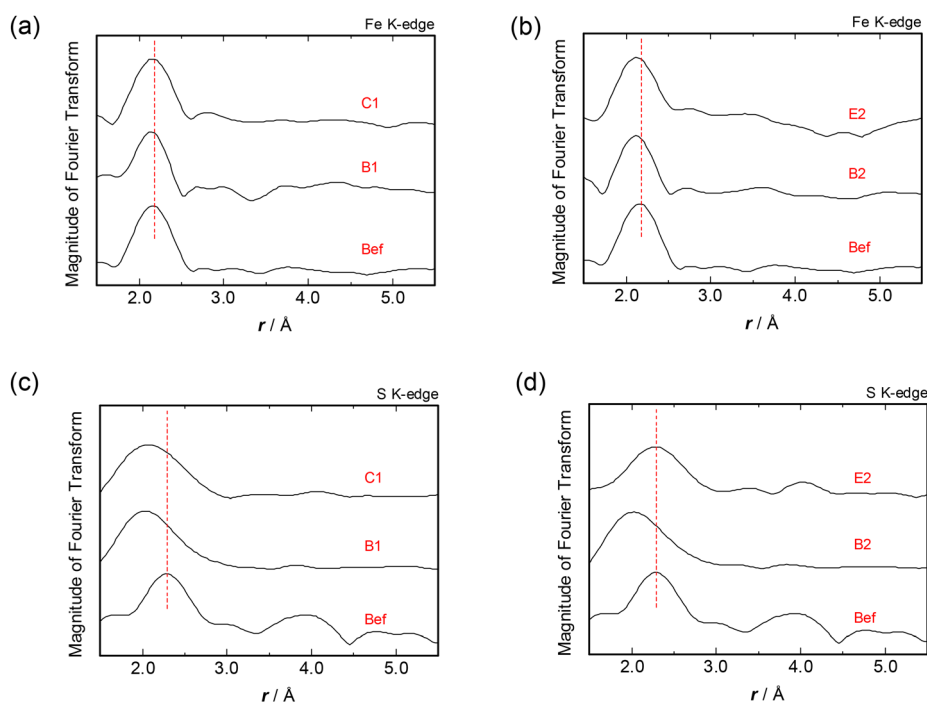 (a)
Fe K-edge
Magnitude of Fourier Transform
C1
B1
Bef
2.0 3.0 4.0 5.0
r / Å
(b)
Fe K-edge
Magnitude of Fourier Transform
E2
B2
Bef
2.0 3.0 4.0 5.0
r / Å
(c)
S K-edge
Magnitude of Fourier Transform
C1
B1
Bef
2.0 3.0 4.0 5.0
r / Å
(d)
S K-edge
Magnitude of Fourier Transform
E2
B2
Bef
2.0 3.0 4.0 5.0
r / Å